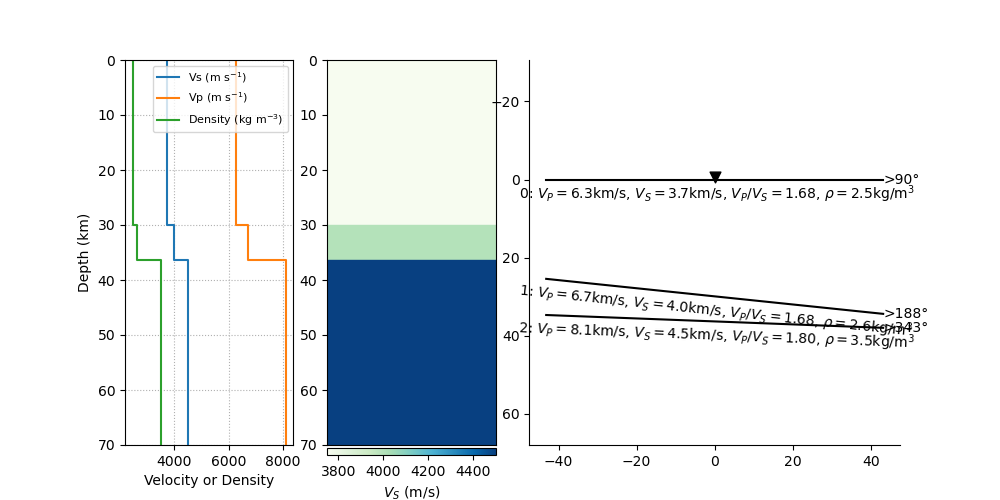 0
10
20
30
40
50
60
70
Depth (km)
4000 6000 8000
Velocity or Density
Vs (m s⁻¹)
Vp (m s⁻¹)
Density (kg m⁻³)
0
10
20
30
40
50
60
70
3800 4000 4200 4400
V_S (m/s)
−20
0
20
40
60
−40 −20 0 20 40
>90°
0: V_P = 6.3km/s, V_S = 3.7km/s, V_P/V_S = 1.68, ρ = 2.5kg/m³
>188°
1: V_P = 6.7km/s, V_S = 4.0km/s, V_P/V_S = 1.68, ρ = 2.6kg/m³
>343°
2: V_P = 8.1km/s, V_S = 4.5km/s, V_P/V_S = 1.80, ρ = 3.5kg/m³